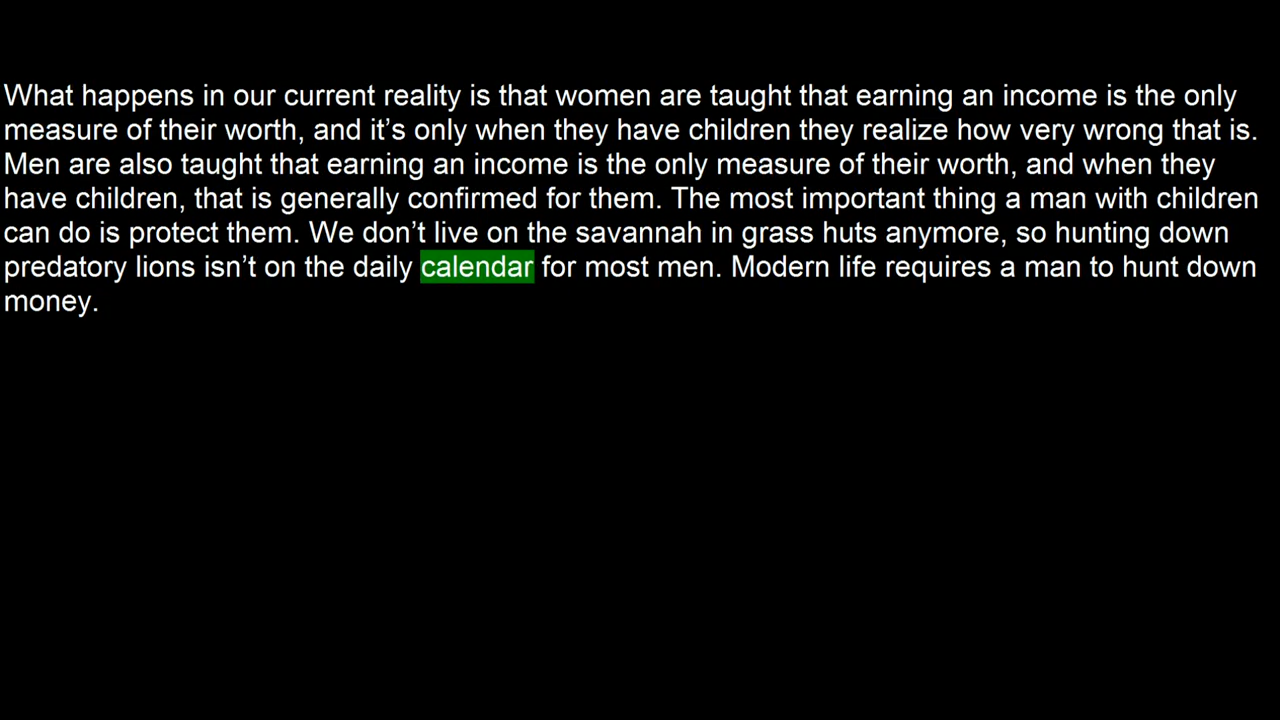 What happens in our current reality is that women are taught that earning an income is the only
measure of their worth, and it’s only when they have children they realize how very wrong that is.
Men are also taught that earning an income is the only measure of their worth, and when they
have children, that is generally confirmed for them. The most important thing a man with children
can do is protect them. We don’t live on the savannah in grass huts anymore, so hunting down
predatory lions isn’t on the daily calendar for most men. Modern life requires a man to hunt down
money.